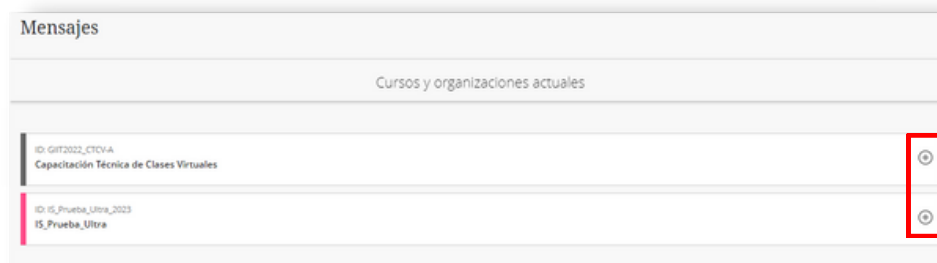 Mensajes
Cursos y organizaciones actuales
ID: GIIT2022_CTCV-A
Capacitación Técnica de Clases Virtuales
ID: IS_Prueba_Ultra_2023
IS_Prueba_Ultra